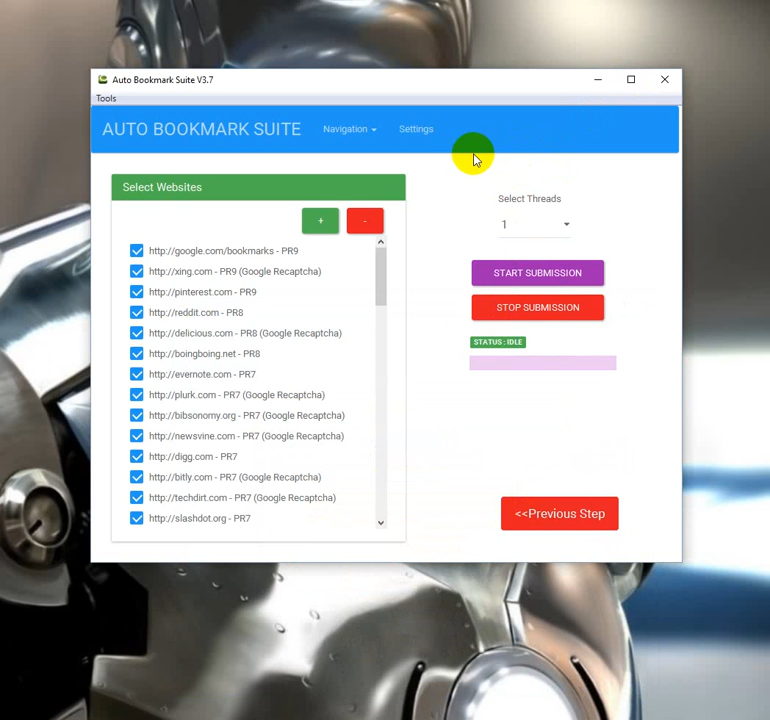 Auto Bookmark Suite V3.7
Tools
AUTO BOOKMARK SUITE
Navigation
Settings
Select Websites
+
-
http://google.com/bookmarks - PR9
http://xing.com - PR9 (Google Recaptcha)
http://pinterest.com - PR9
http://reddit.com - PR8
http://delicious.com - PR8 (Google Recaptcha)
http://boingboing.net - PR8
http://evernote.com - PR7
http://plurk.com - PR7 (Google Recaptcha)
http://bibsonomy.org - PR7 (Google Recaptcha)
http://newsvine.com - PR7 (Google Recaptcha)
http://digg.com - PR7
http://bitly.com - PR7 (Google Recaptcha)
http://techdirt.com - PR7 (Google Recaptcha)
http://slashdot.org - PR7
Select Threads
1
START SUBMISSION
STOP SUBMISSION
STATUS : IDLE
<<Previous Step